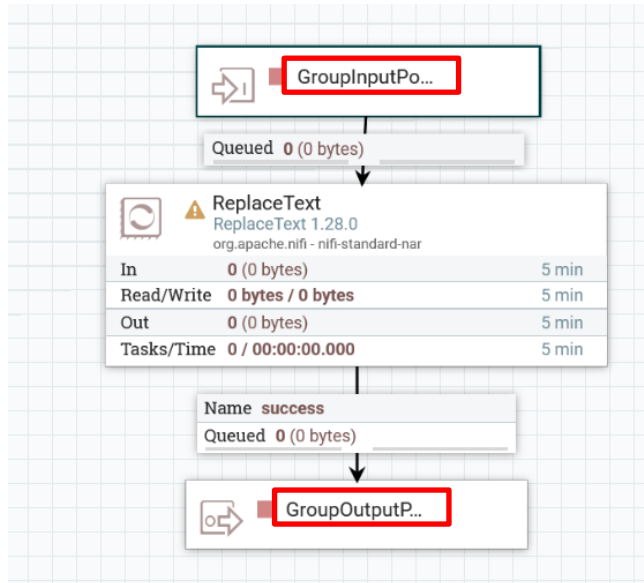 GroupInputPo...
Queued 0 (0 bytes)
ReplaceText
ReplaceText 1.28.0
org.apache.nifi - nifi-standard-nar
In 0 (0 bytes) 5 min
Read/Write 0 bytes / 0 bytes 5 min
Out 0 (0 bytes) 5 min
Tasks/Time 0 / 00:00:00.000 5 min
Name success
Queued 0 (0 bytes)
GroupOutputP...